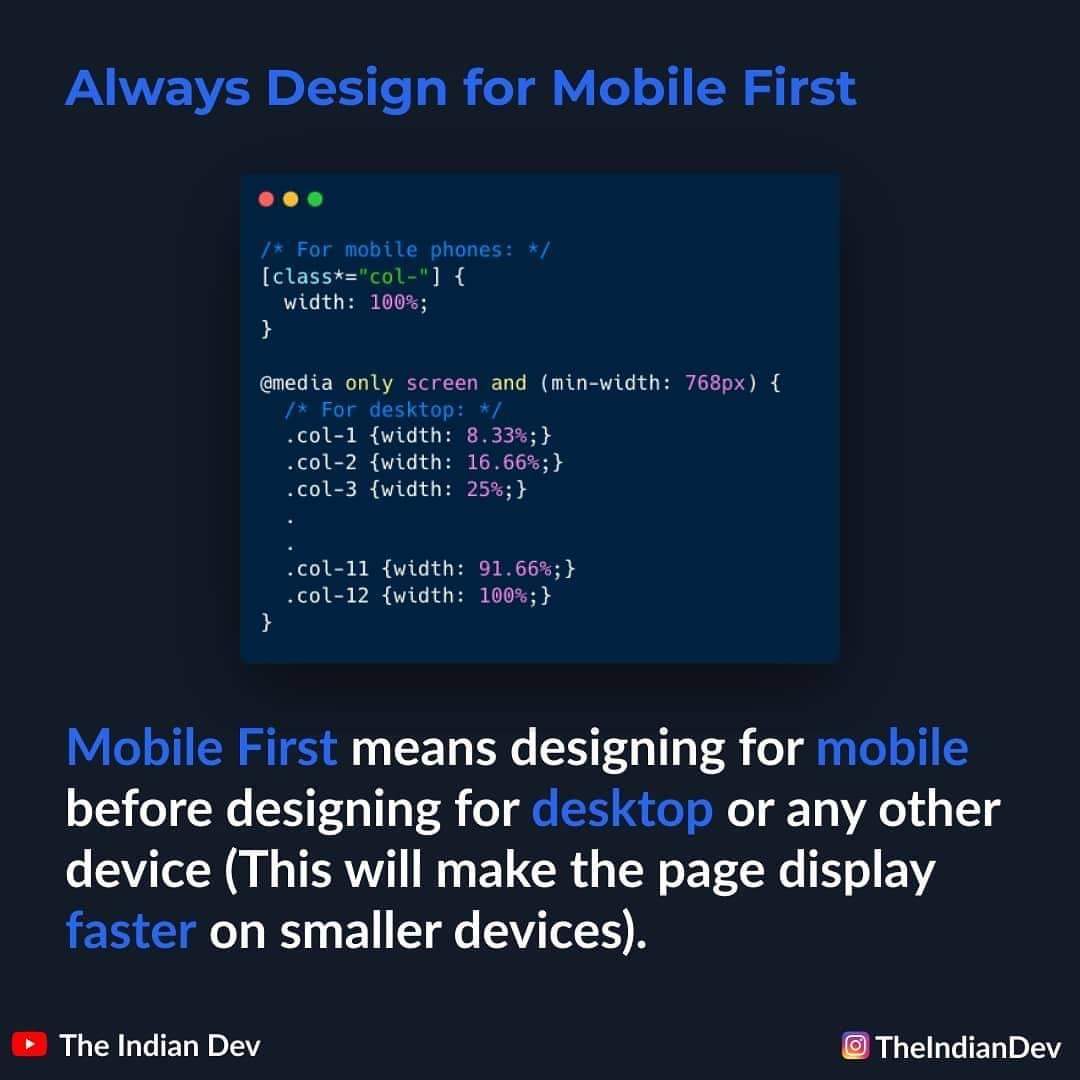 Always Design for Mobile First
/* For mobile phones: */
[class*="col-"] {
  width: 100%;
}
@media only screen and (min-width: 768px) {
  /* For desktop: */
  .col-1 {width: 8.33%;}
  .col-2 {width: 16.66%;}
  .col-3 {width: 25%;}
  .
  .
  .col-11 {width: 91.66%;}
  .col-12 {width: 100%;}
}
Mobile First means designing for mobile
before designing for desktop or any other
device (This will make the page display
faster on smaller devices).
The Indian Dev
TheIndianDev